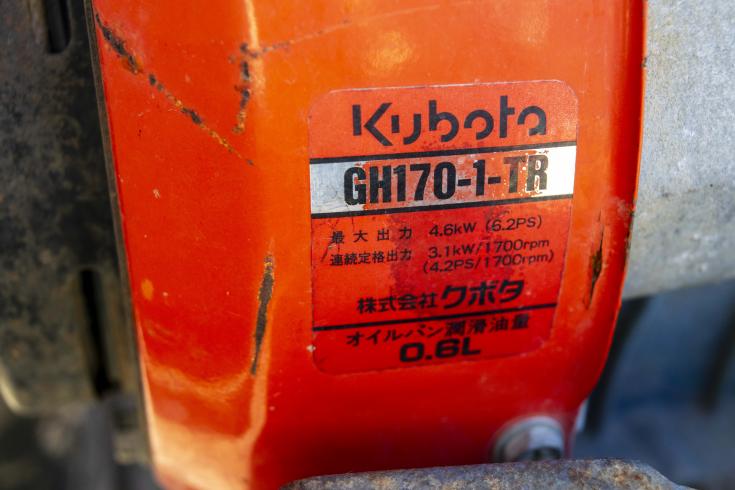 Kubota
GH170-1-TR
最大出力 4.6kW (6.2PS)
連続定格出力 3.1kW/1700rpm
(4.2PS/1700rpm)
株式会社クボタ
オイルパン潤滑油量
0.6L